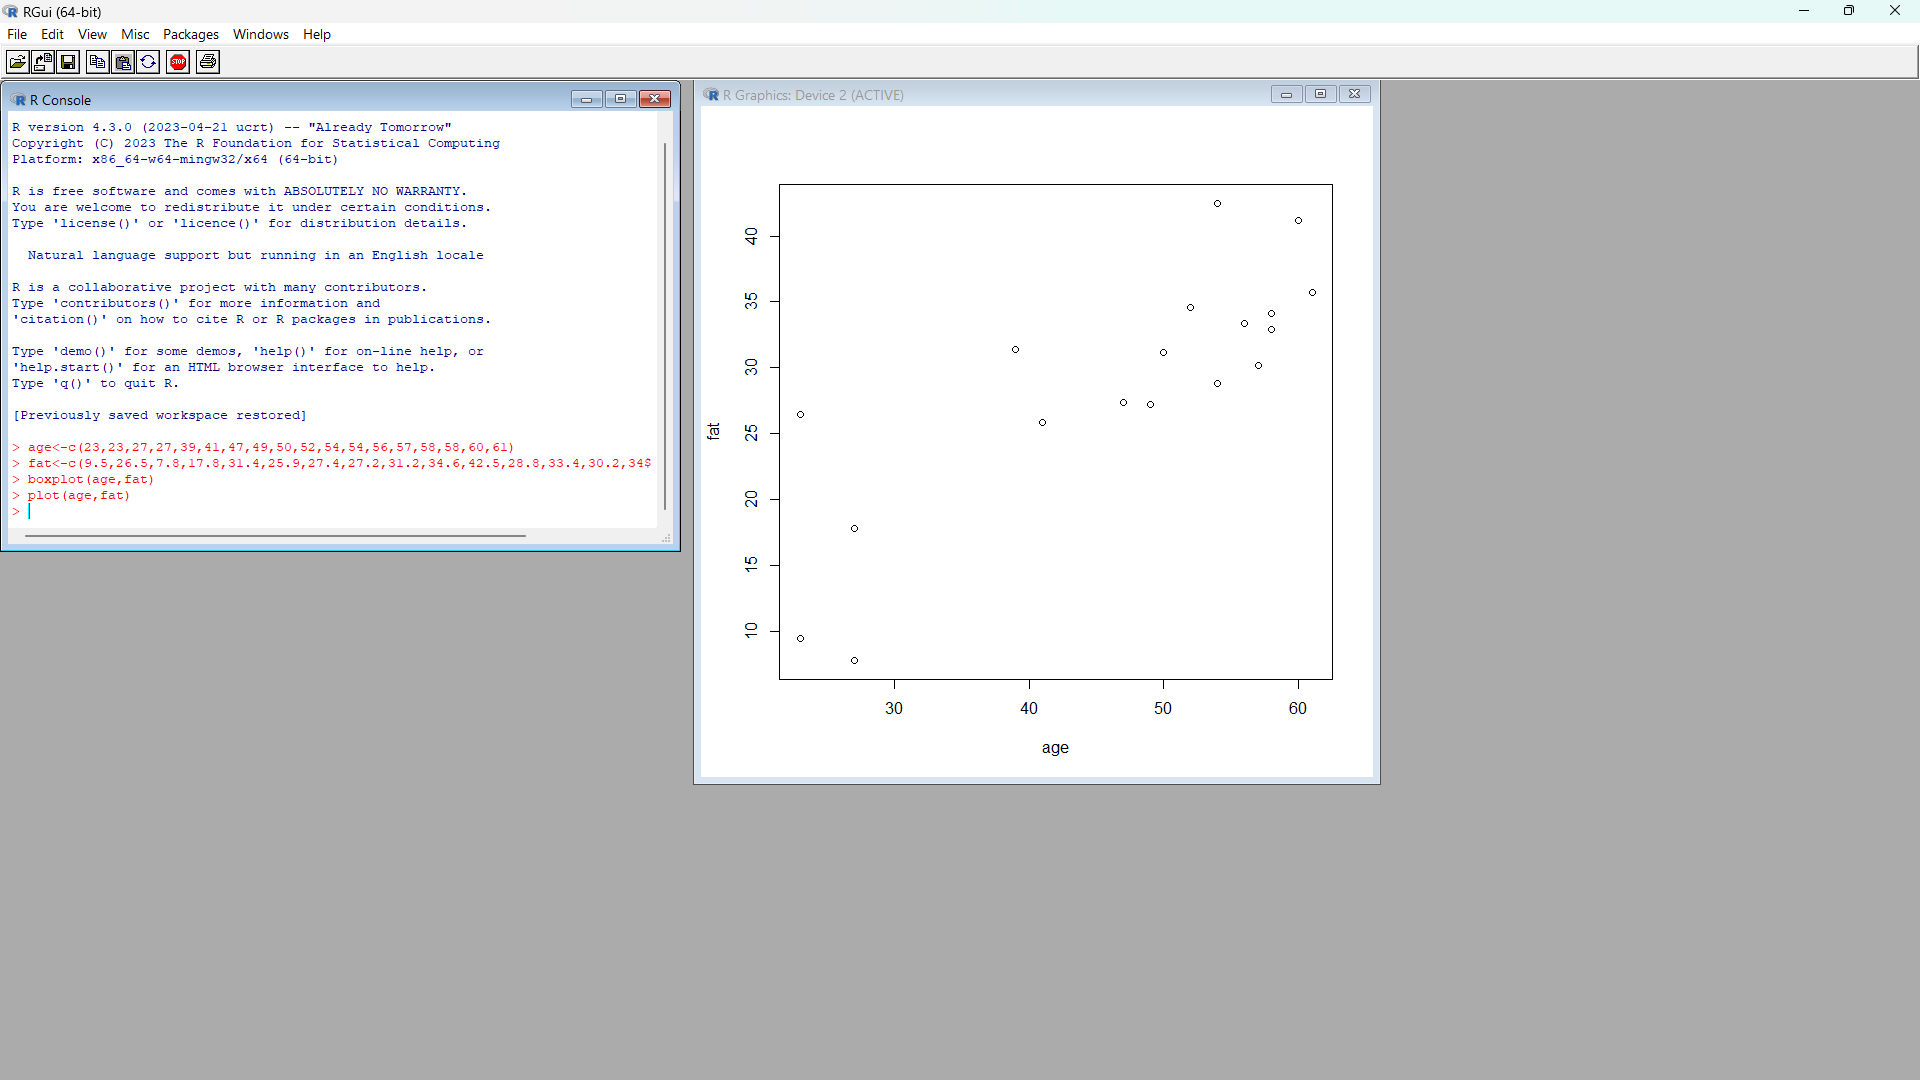 RGui (64-bit)
File Edit View Misc Packages Windows Help
STOP
R Console
R version 4.3.0 (2023-04-21 ucrt) -- "Already Tomorrow"
Copyright (C) 2023 The R Foundation for Statistical Computing
Platform: x86_64-w64-mingw32/x64 (64-bit)
R is free software and comes with ABSOLUTELY NO WARRANTY.
You are welcome to redistribute it under certain conditions.
Type 'license()' or 'licence()' for distribution details.
Natural language support but running in an English locale
R is a collaborative project with many contributors.
Type 'contributors()' for more information and
'citation()' on how to cite R or R packages in publications.
Type 'demo()' for some demos, 'help()' for on-line help, or
'help.start()' for an HTML browser interface to help.
Type 'q()' to quit R.
[Previously saved workspace restored]
> age<-c(23,23,27,27,39,41,47,49,50,52,54,54,56,57,58,58,60,61)
> fat<-c(9.5,26.5,7.8,17.8,31.4,25.9,27.4,27.2,31.2,34.6,42.5,28.8,33.4,30.2,34$
> boxplot(age,fat)
> plot(age,fat)
>
R Graphics: Device 2 (ACTIVE)
40
35
30
25
20
15
10
fat
30 40 50 60
age